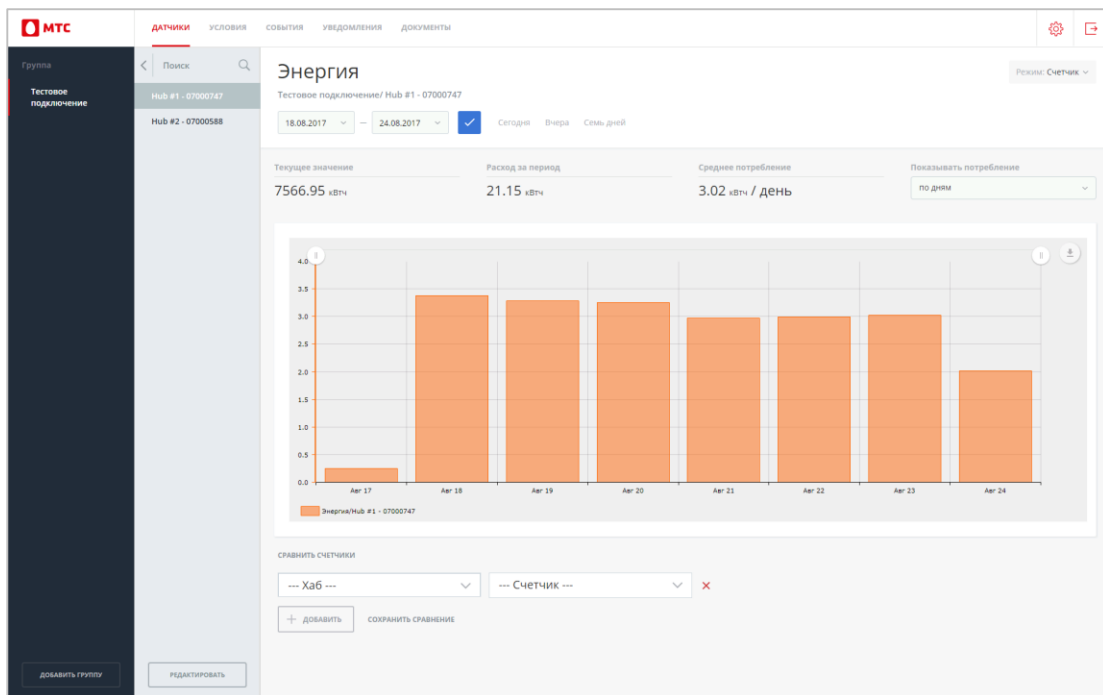 МТС
ДАТЧИКИ УСЛОВИЯ СОБЫТИЯ УВЕДОМЛЕНИЯ ДОКУМЕНТЫ
Группа
Тестовое
подключение
ДОБАВИТЬ ГРУППУ
Поиск
Hub #1 - 07000747
Hub #2 - 07000588
РЕДАКТИРОВАТЬ
Энергия
Режим: Счетчик
Тестовое подключение/ Hub #1 - 07000747
18.08.2017 — 24.08.2017 Сегодня Вчера Семь дней
Текущее значение Расход за период Среднее потребление Показывать потребление
7566.95 кВтч 21.15 кВтч 3.02 кВтч / день по дням
4.0
3.5
3.0
2.5
2.0
1.5
1.0
0.5
0.0
Авг 17 Авг 18 Авг 19 Авг 20 Авг 21 Авг 22 Авг 23 Авг 24
Энергия/Hub #1 - 07000747
СРАВНИТЬ СЧЕТЧИКИ
--- Хаб --- --- Счетчик ---
+ ДОБАВИТЬ СОХРАНИТЬ СРАВНЕНИЕ